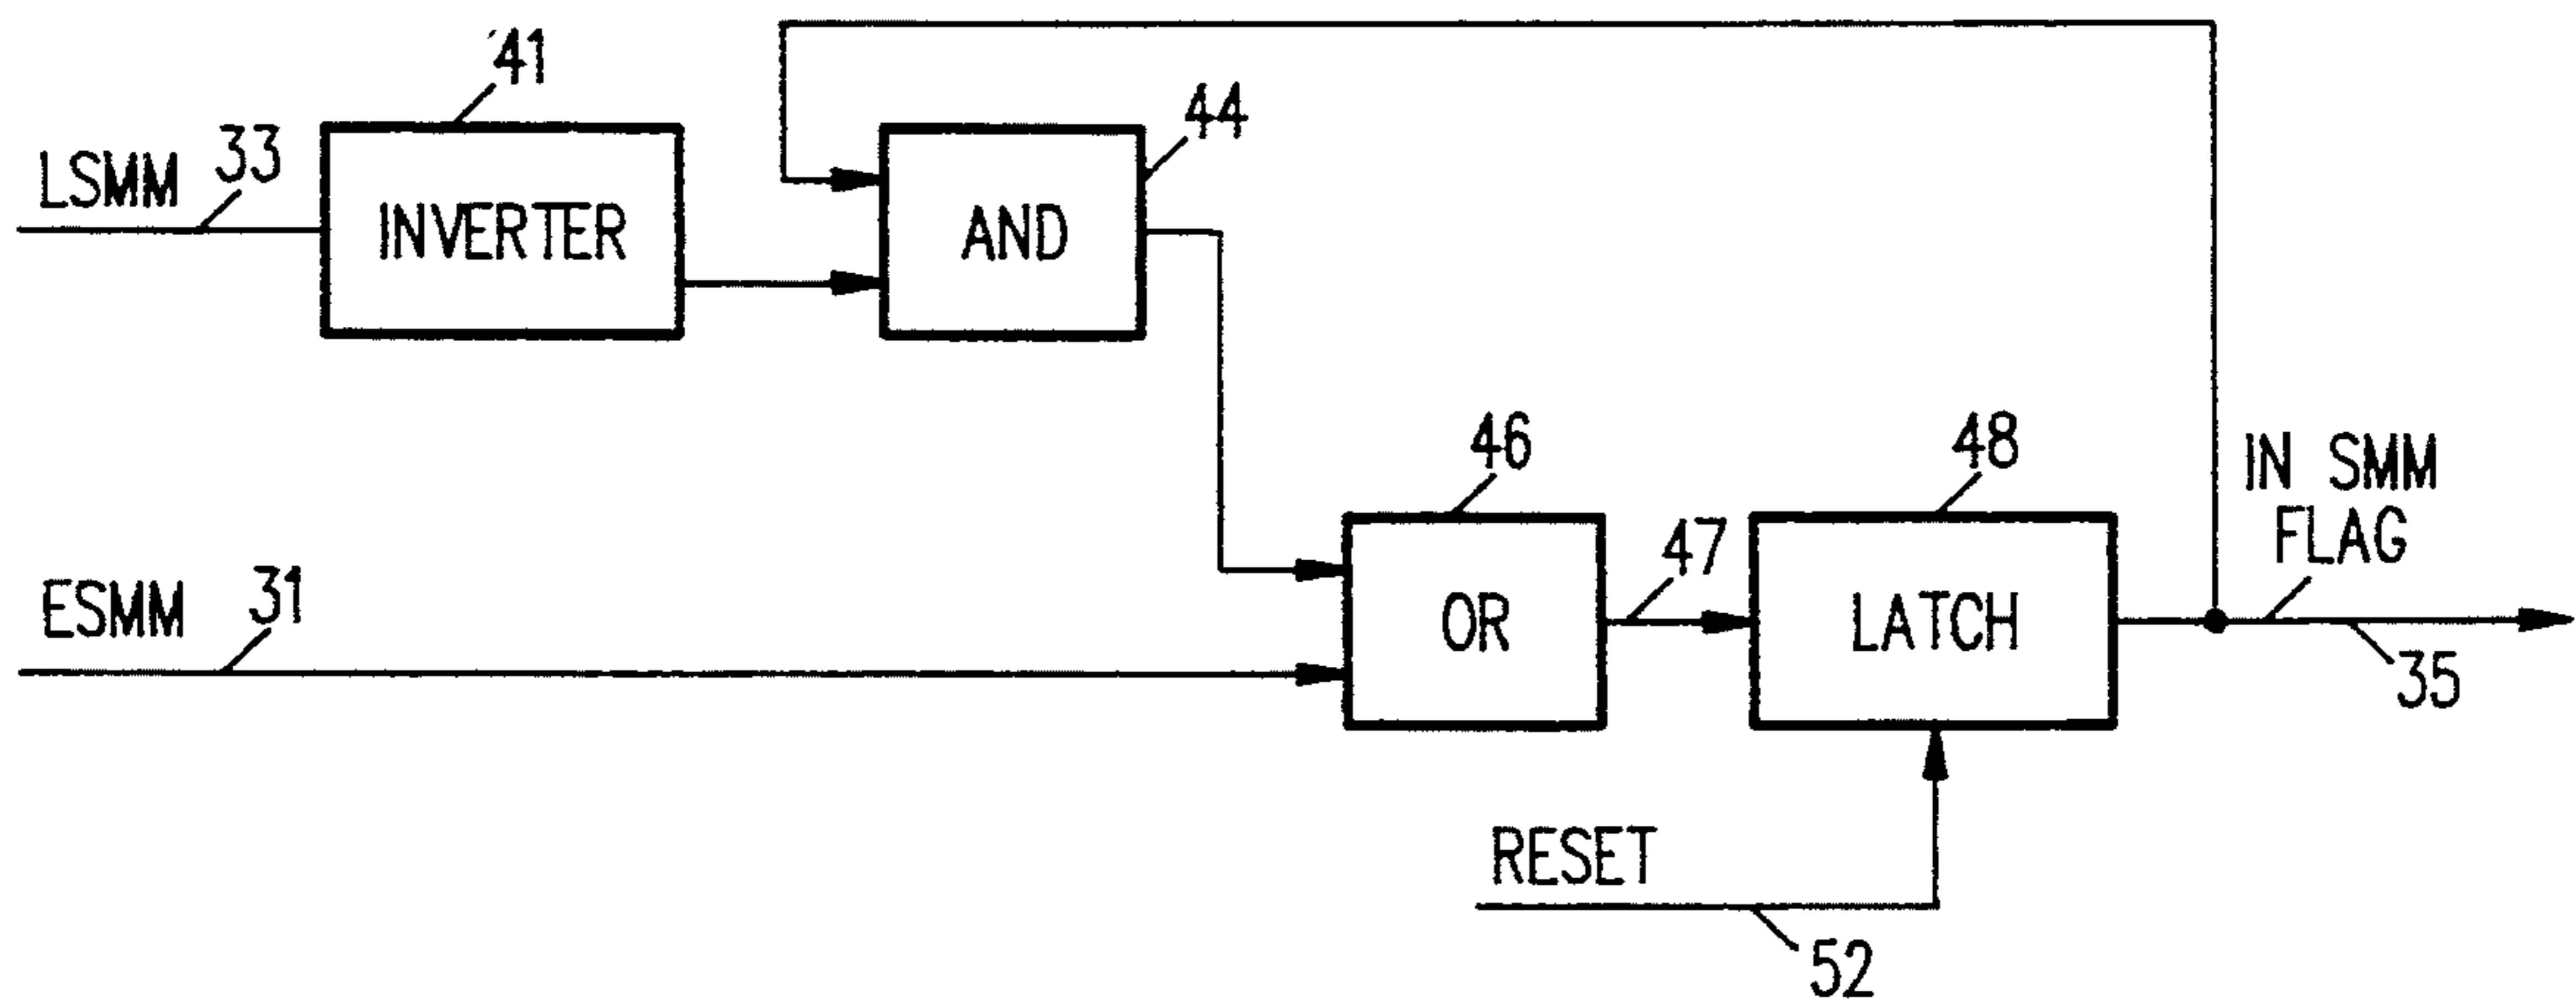 41
LSMM 33
INVERTER
44
AND
ESMM 31
46
OR
47
48
LATCH
IN SMM
FLAG
35
RESET
52